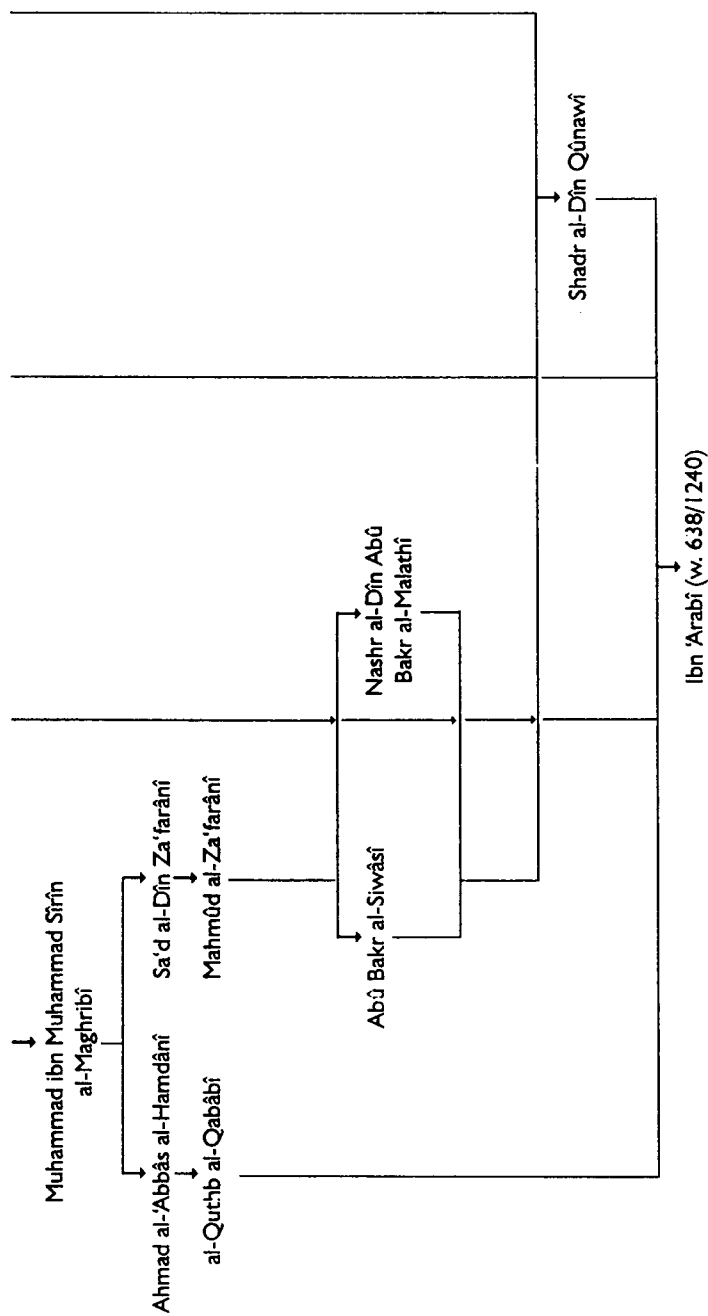 Muhammad ibn Muhammad Sîrîn
al-Maghribî
Ahmad al-'Abbâs al-Hamdânî
Sa'd al-Dîn Za'farânî
al-Quthb al-Qabâbî
Mahmûd al-Za'farânî
Abû Bakr al-Siwâsî
Nashr al-Dîn Abû
Bakr al-Malathî
Shadr al-Dîn Qûnawî
Ibn 'Arabî (w. 638/1240)